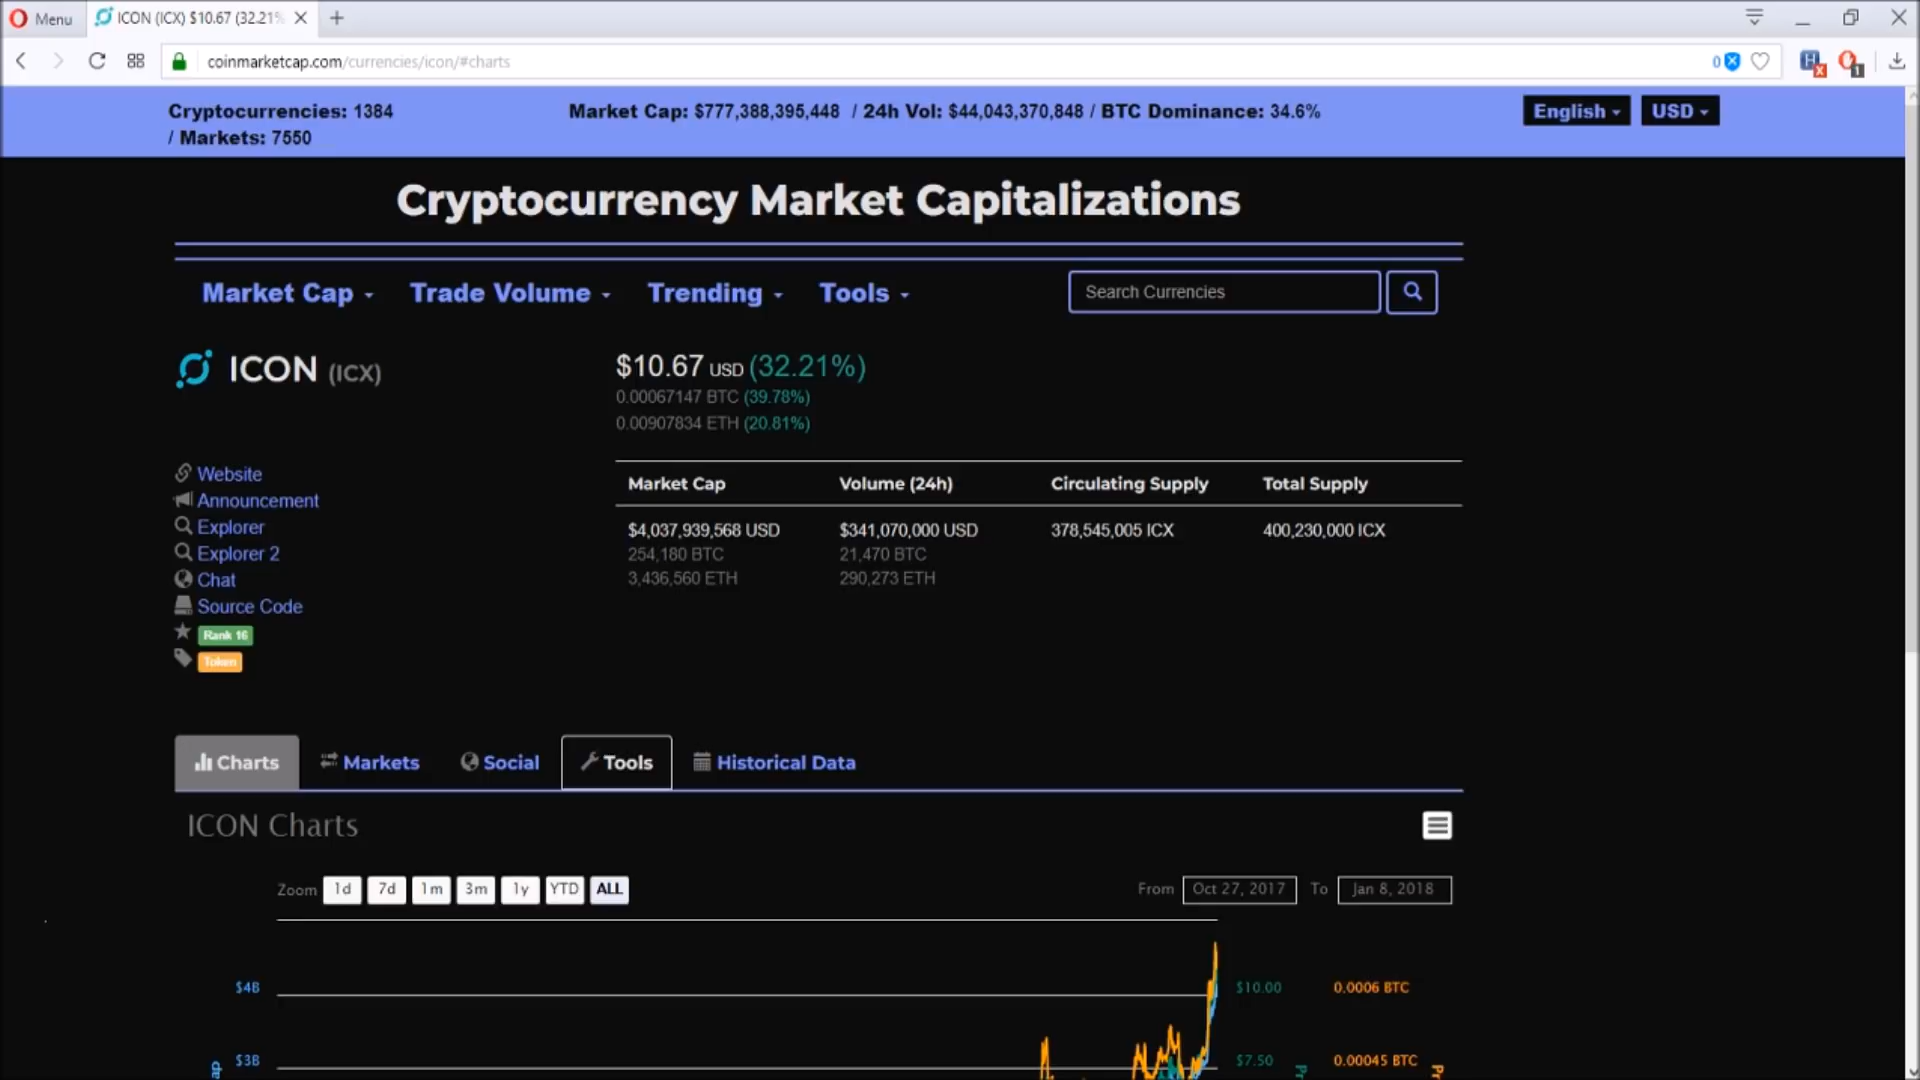 Menu
ICON (ICX) $10.67 (32.21%
coinmarketcap.com/currencies/icon/#charts
0
1
Cryptocurrencies: 1384
/ Markets: 7550
Market Cap: $777,388,395,448 / 24h Vol: $44,043,370,848 / BTC Dominance: 34.6%
English
USD
Cryptocurrency Market Capitalizations
Market Cap
Trade Volume
Trending
Tools
Search Currencies
ICON (ICX)
$10.67 USD (32.21%)
0.00067147 BTC (39.78%)
0.00907834 ETH (20.81%)
Website
Announcement
Explorer
Explorer 2
Chat
Source Code
Rank 16
Token
Market Cap Volume (24h) Circulating Supply Total Supply
$4,037,939,568 USD $341,070,000 USD 378,545,005 ICX 400,230,000 ICX
254,180 BTC 21,470 BTC
3,436,560 ETH 290,273 ETH
Charts
Markets
Social
Tools
Historical Data
ICON Charts
Zoom 1d 7d 1m 3m 1y YTD ALL
From Oct 27, 2017 To Jan 8, 2018
$4B $10.00 0.0006 BTC
$3B $7.50 0.00045 BTC